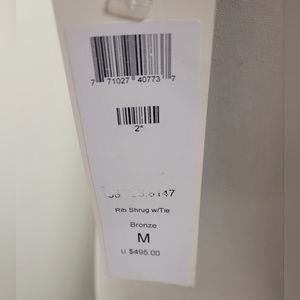 7 71027 40773 7
2*
Rib Shrug w/Tie
Bronze
M
U $495.00